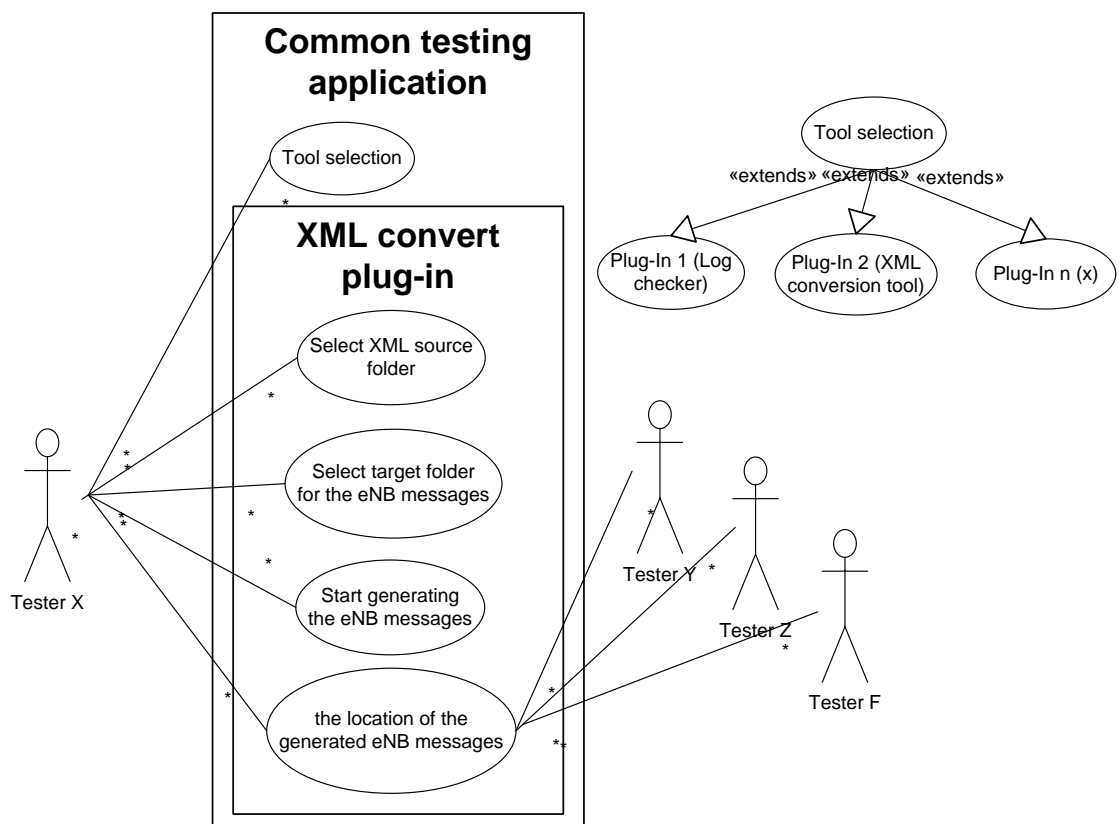 Common testing
application
Tool selection
*
XML convert
plug-in
Select XML source
folder
*
*
*
Select target folder
for the eNB messages
*
*
*
*
*
Start generating
the eNB messages
the location of the
generated eNB messages
*
*
*
*
Tester X
*
Tester Y
*
Tester Z
*
Tester F
Tool selection
«extends» «extends» «extends»
Plug-In 1 (Log
checker)
Plug-In 2 (XML
conversion tool)
Plug-In n (x)